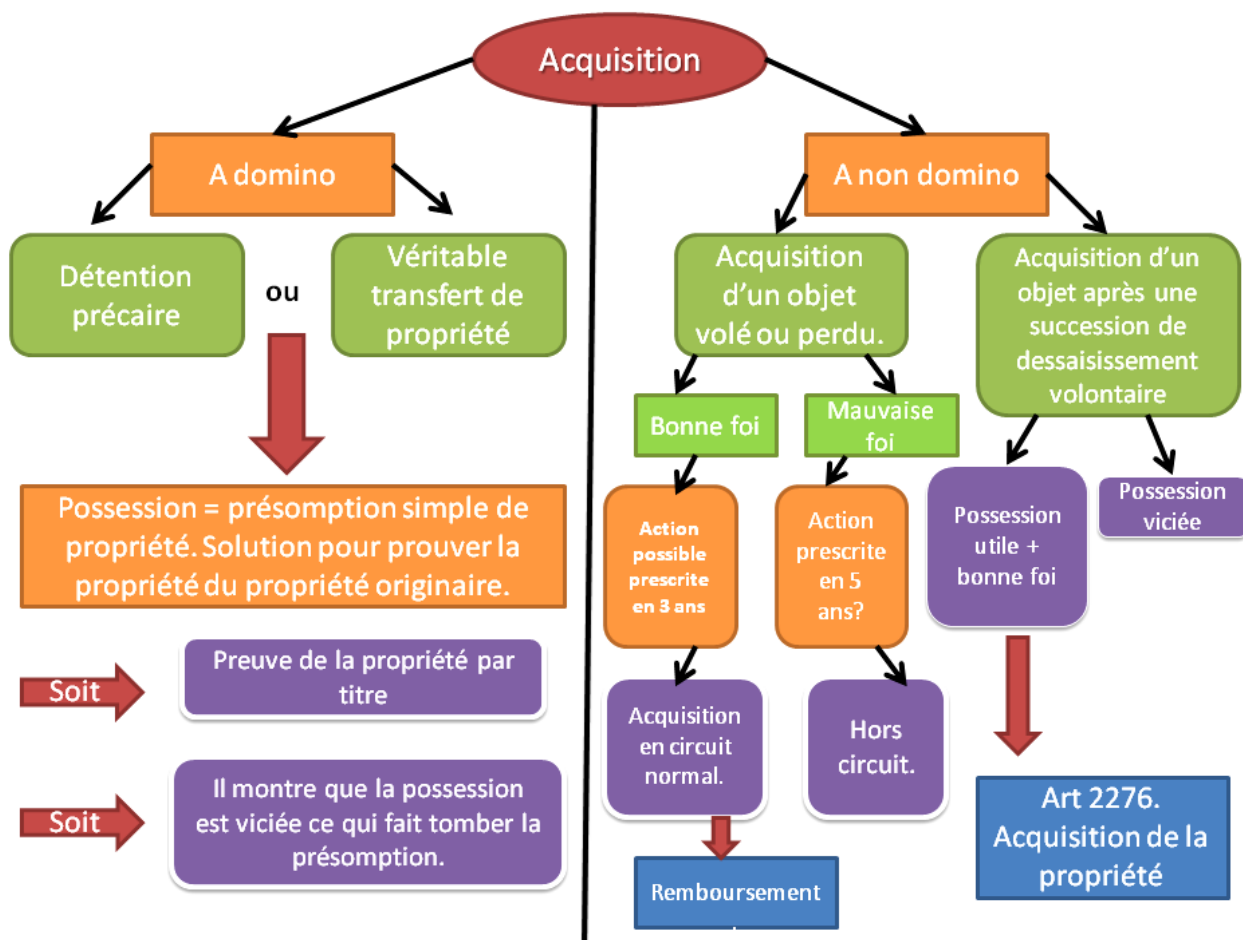 Acquisition
A domino
Détention
précaire
ou
Véritable
transfert de
propriété
Possession = présomption simple de
propriété. Solution pour prouver la
propriété du propriété originaire.
Soit
Preuve de la propriété par
titre
Soit
Il montre que la possession
est viciée ce qui fait tomber la
présomption.
A non domino
Acquisition
d’un objet
volé ou perdu.
Bonne foi
Action
possible
prescrite
en 3 ans
Acquisition
en circuit
normal.
Remboursement
Mauvaise
foi
Action
prescrite
en 5
ans?
Hors
circuit.
Acquisition d’un
objet après une
succession de
dessaisissement
volontaire
Possession
utile +
bonne foi
Art 2276.
Acquisition de la
propriété
Possession
viciée